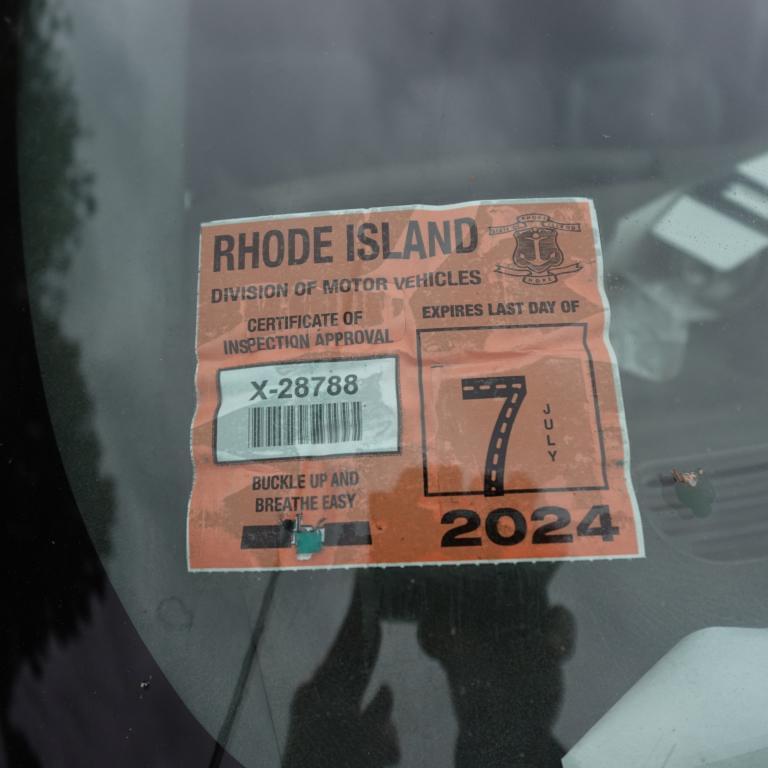 RHODE ISLAND
DIVISION OF MOTOR VEHICLES
CERTIFICATE OF
INSPECTION APPROVAL
X-28788
BUCKLE UP AND
BREATHE EASY
HOPE
EXPIRES LAST DAY OF
7
JULY
2024